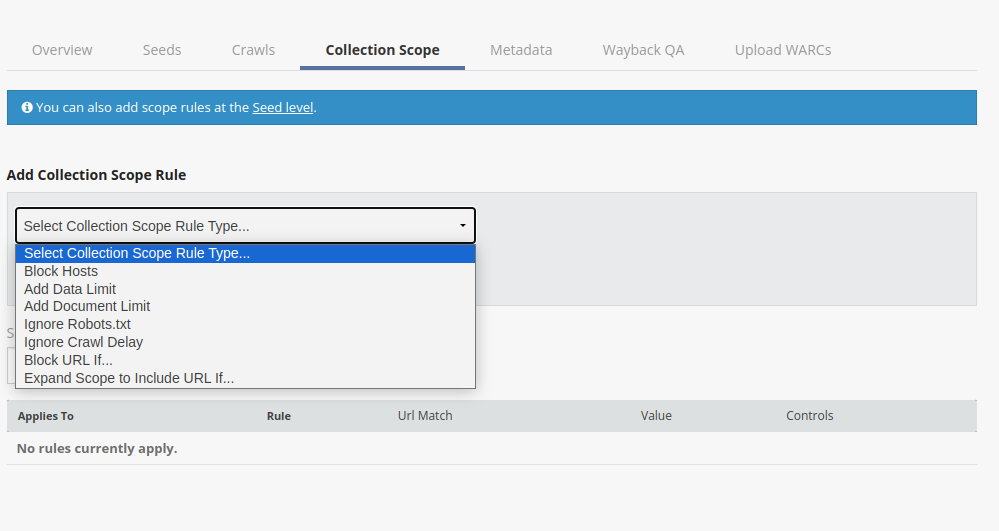 Overview Seeds Crawls Collection Scope Metadata Wayback QA Upload WARCs
You can also add scope rules at the Seed level.
Add Collection Scope Rule
Select Collection Scope Rule Type...
Select Collection Scope Rule Type...
Block Hosts
Add Data Limit
Add Document Limit
Ignore Robots.txt
Ignore Crawl Delay
Block URL If...
Expand Scope to Include URL If...
Applies To Rule Url Match Value Controls
No rules currently apply.